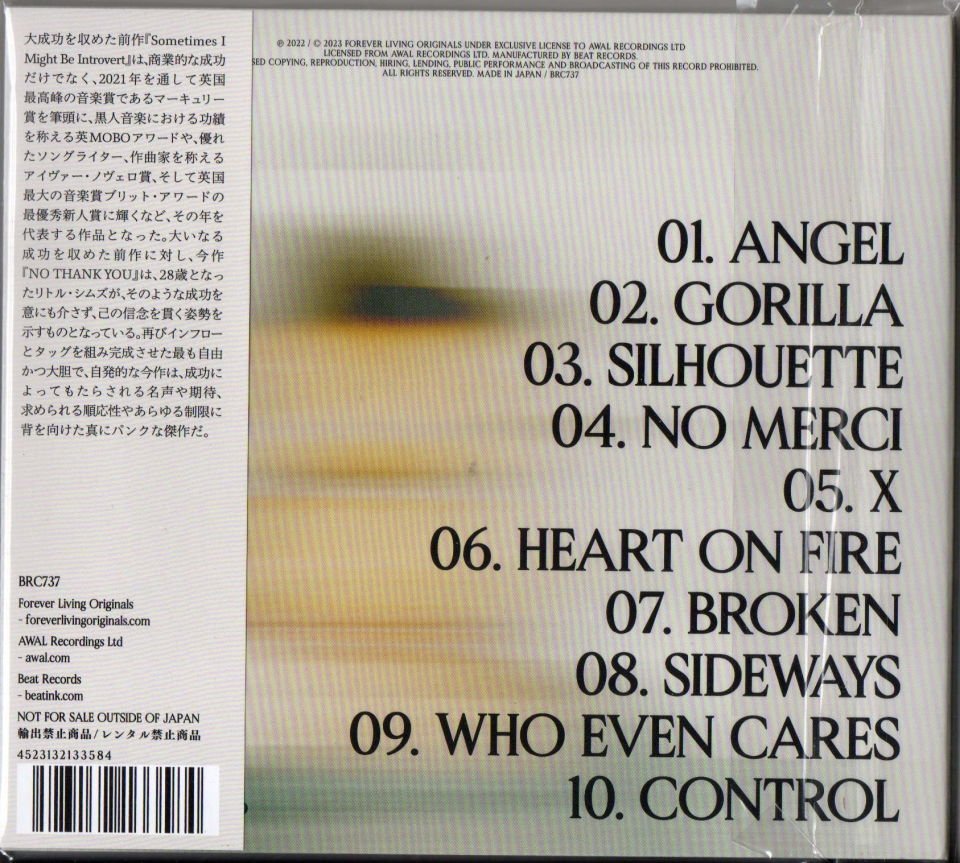 大成功を収めた前作『Sometimes I
Might Be Introvert』は、商業的な成功
だけでなく、2021年を通して英国
最高峰の音楽賞であるマーキュリー
賞を筆頭に、黒人音楽における功績
を称える英MOBOアワードや、優れ
たソングライター、作曲家を称える
アイヴァー・ノヴェロ賞、そして英国
最大の音楽賞ブリット・アワードの
最優秀新人賞に輝くなど、その年を
代表する作品となった。大いなる
成功を収めた前作に対し、今作
『NO THANK YOU』は、28歳となっ
たリトル・シムズが、そのような成功を
意にも介さず、己の信念を貫く姿勢を
示すものとなっている。再びインフロー
とタッグを組み完成させた最も自由
かつ大胆で、自発的な今作は、成功に
よってもたらされる名声や期待、
求められる順応性やあらゆる制限に
背を向けた真にパンクな傑作だ。
BRC737
Forever Living Originals
- foreverlivingoriginals.com
AWAL Recordings Ltd
- awal.com
Beat Records
- beatink.com
NOT FOR SALE OUTSIDE OF JAPAN
輸出禁止商品/レンタル禁止商品
4523132133584
℗ 2022 / © 2023 FOREVER LIVING ORIGINALS UNDER EXCLUSIVE LICENSE TO AWAL RECORDINGS LTD
LICENSED FROM AWAL RECORDINGS LTD. MANUFACTURED BY BEAT RECORDS.
SED COPYING, REPRODUCTION, HIRING, LENDING, PUBLIC PERFORMANCE AND BROADCASTING OF THIS RECORD PROHIBITED.
ALL RIGHTS RESERVED. MADE IN JAPAN / BRC737
01. ANGEL
02. GORILLA
03. SILHOUETTE
04. NO MERCI
05. X
06. HEART ON FIRE
07. BROKEN
08. SIDEWAYS
09. WHO EVEN CARES
10. CONTROL